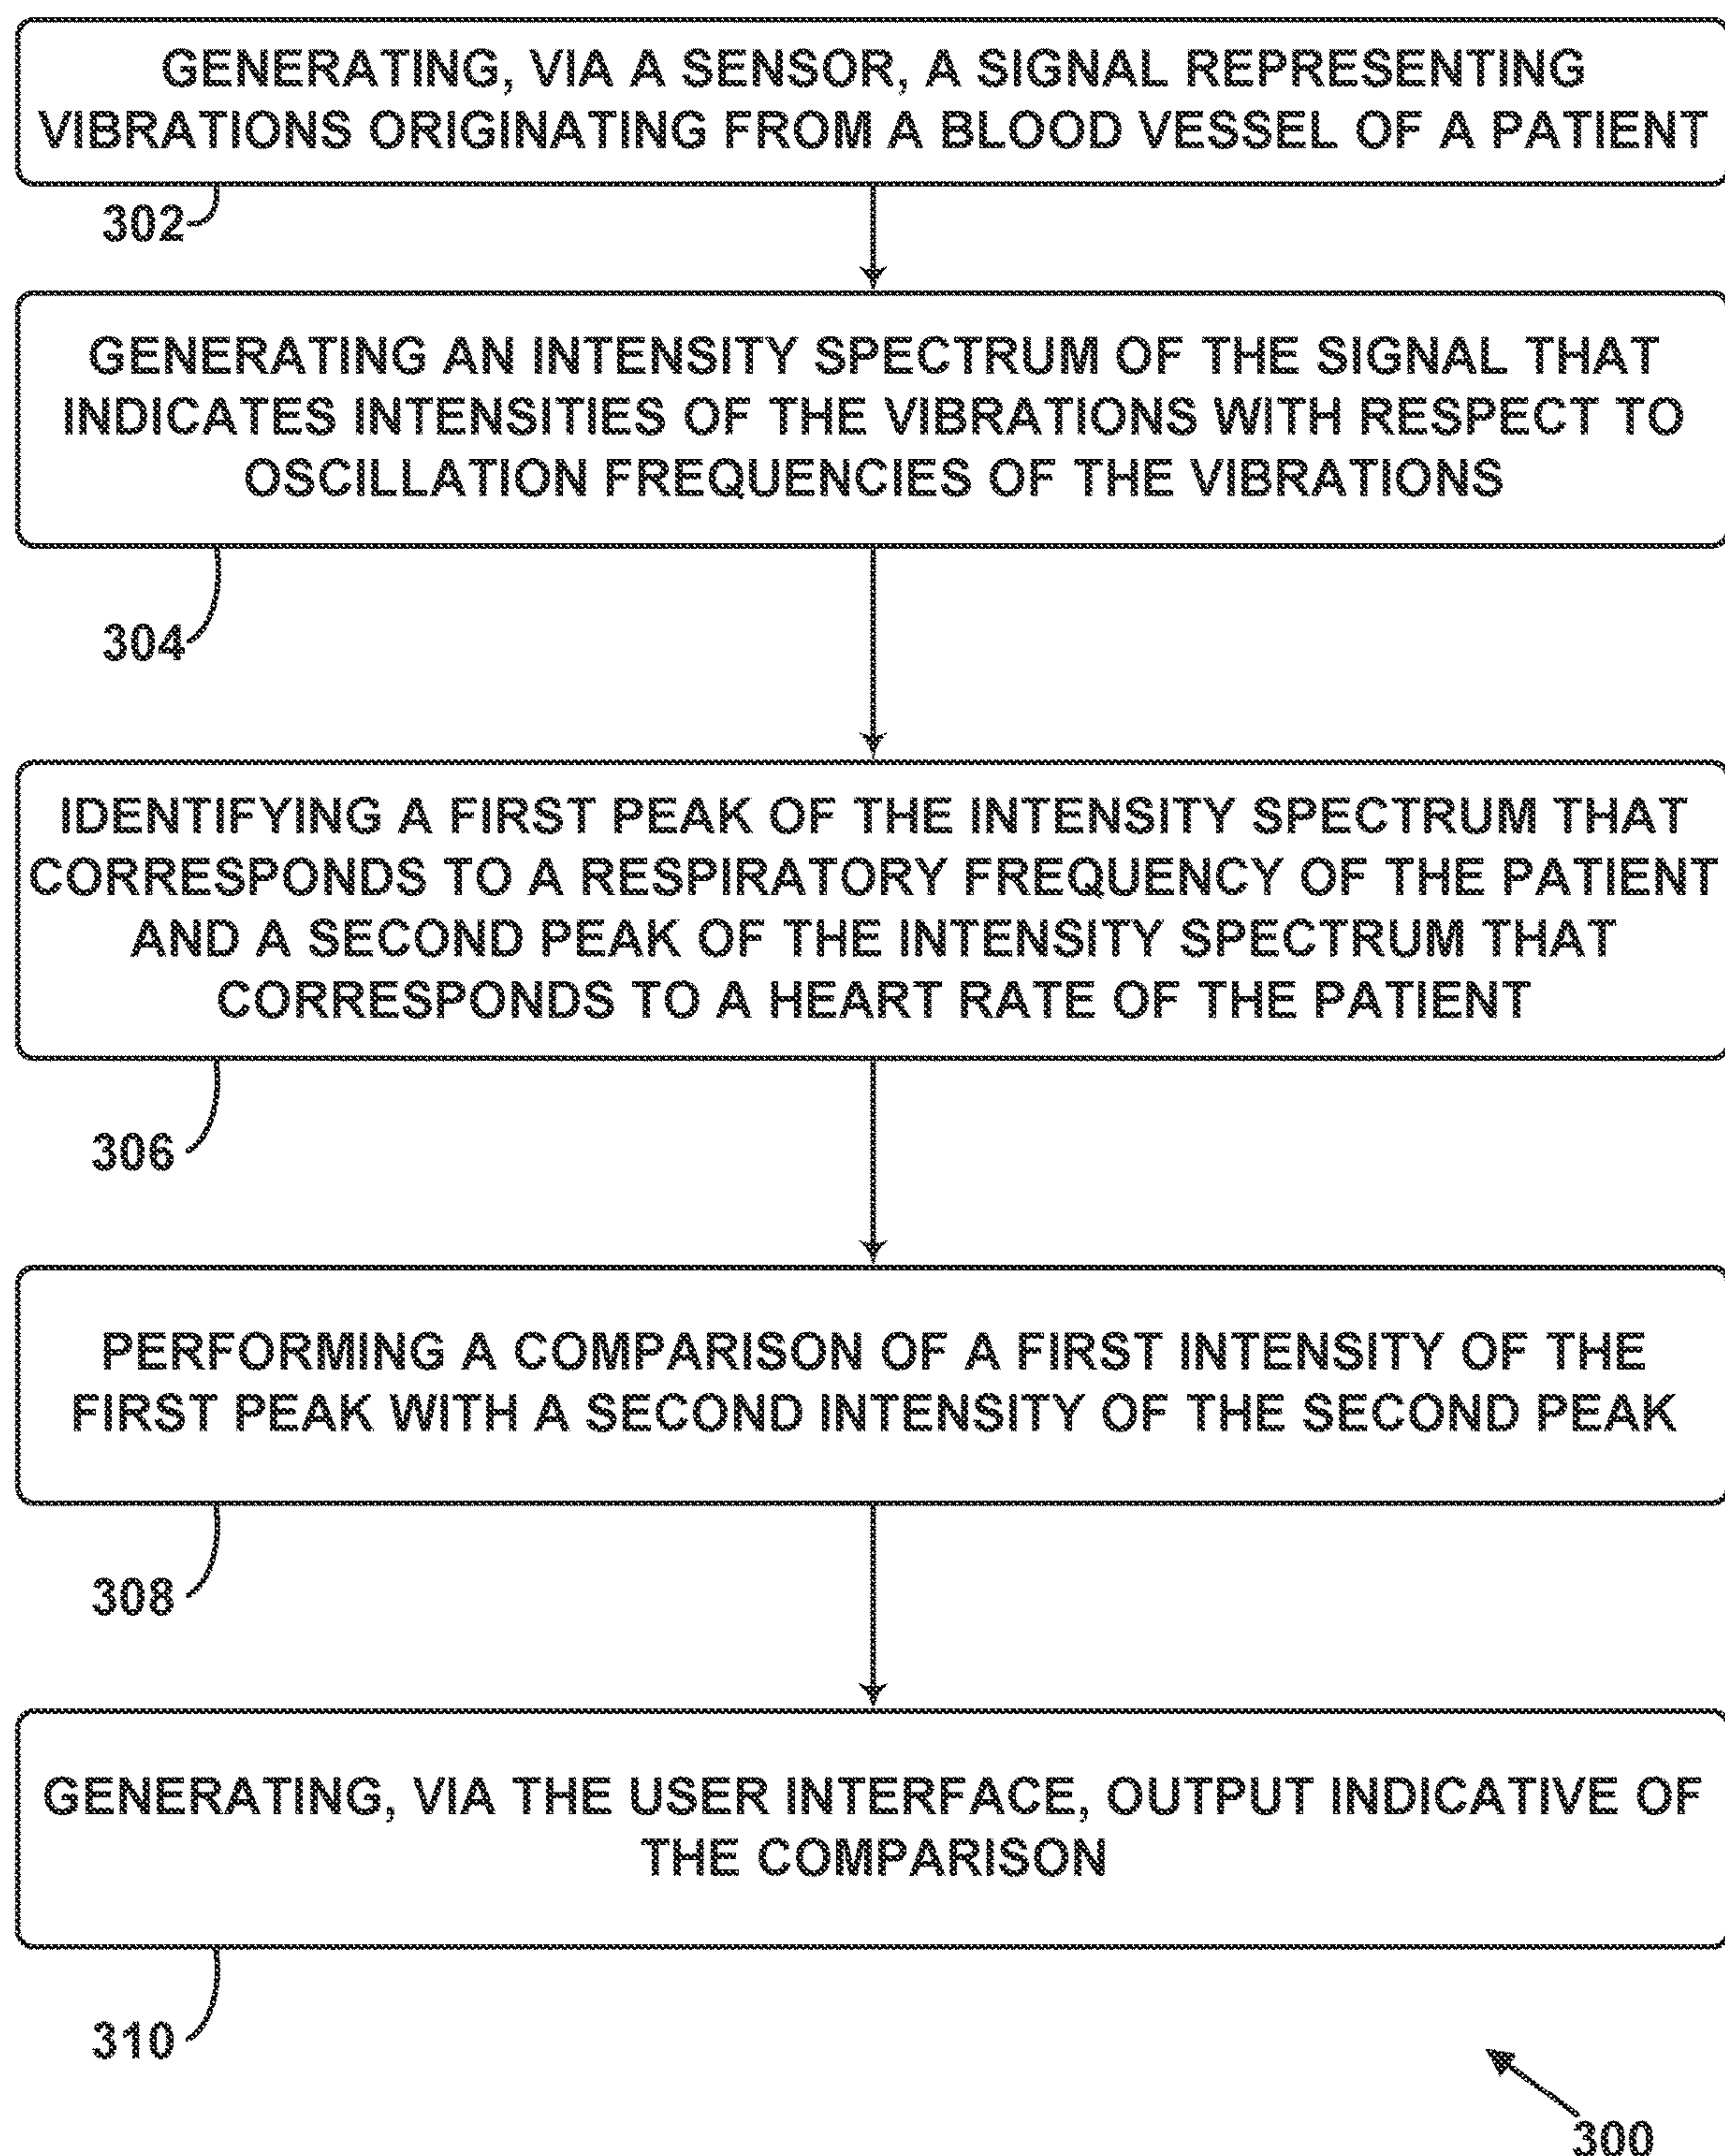 GENERATING, VIA A SENSOR, A SIGNAL REPRESENTING
VIBRATIONS ORIGINATING FROM A BLOOD VESSEL OF A PATIENT
302
GENERATING AN INTENSITY SPECTRUM OF THE SIGNAL THAT
INDICATES INTENSITIES OF THE VIBRATIONS WITH RESPECT TO
OSCILLATION FREQUENCIES OF THE VIBRATIONS
304
IDENTIFYING A FIRST PEAK OF THE INTENSITY SPECTRUM THAT
CORRESPONDS TO A RESPIRATORY FREQUENCY OF THE PATIENT
AND A SECOND PEAK OF THE INTENSITY SPECTRUM THAT
CORRESPONDS TO A HEART RATE OF THE PATIENT
306
PERFORMING A COMPARISON OF A FIRST INTENSITY OF THE
FIRST PEAK WITH A SECOND INTENSITY OF THE SECOND PEAK
308
GENERATING, VIA THE USER INTERFACE, OUTPUT INDICATIVE OF
THE COMPARISON
310
300